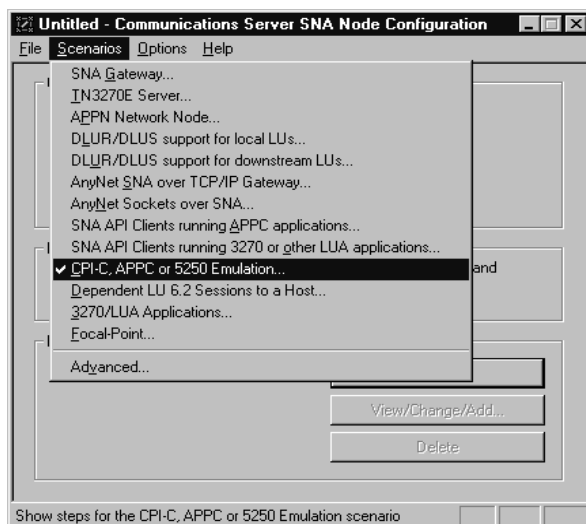 Untitled - Communications Server SNA Node Configuration
File Scenarios Options Help
SNA Gateway...
TN3270E Server...
APPN Network Node...
DLUR/DLUS support for local LUs...
DLUR/DLUS support for downstream LUs...
AnyNet SNA over TCP/IP Gateway...
AnyNet Sockets over SNA...
SNA API Clients running APPC applications...
SNA API Clients running 3270 or other LUA applications...
CPI-C, APPC or 5250 Emulation...
and
Dependent LU 6.2 Sessions to a Host...
3270/LUA Applications...
Focal-Point...
Advanced...
View/Change/Add...
Delete
Show steps for the CPI-C, APPC or 5250 Emulation scenario